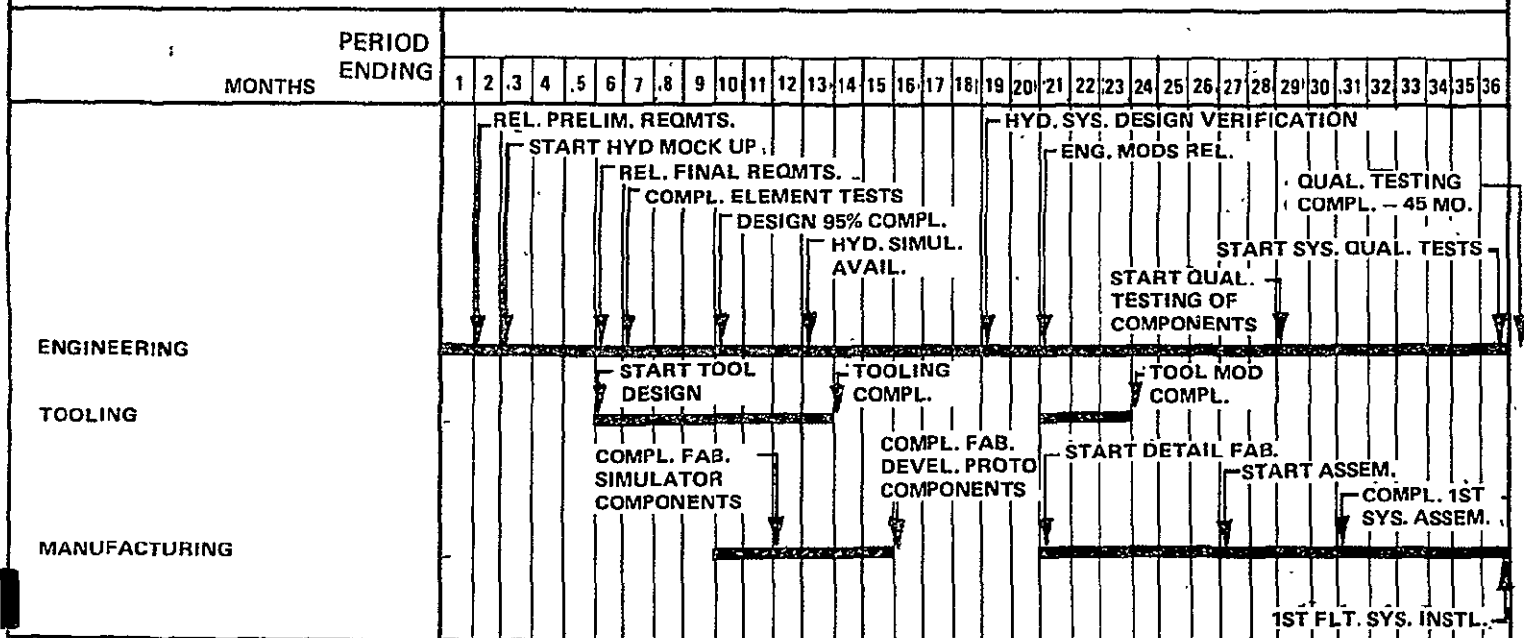 PERIOD
ENDING
MONTHS
1 2 3 4 5 6 7 8 9 10 11 12 13 14 15 16 17 18 19 20 21 22 23 24 25 26 27 28 29 30 31 32 33 34 35 36
REL. PRELIM. REQMTS.
START HYD MOCK UP
REL. FINAL REQMTS.
COMPL. ELEMENT TESTS
DESIGN 95% COMPL.
HYD. SIMUL.
AVAIL.
HYD. SYS. DESIGN VERIFICATION
ENG. MODS REL.
QUAL. TESTING
COMPL. – 45 MO.
START SYS. QUAL. TESTS
START QUAL.
TESTING OF
COMPONENTS
ENGINEERING
START TOOL
DESIGN
TOOLING
COMPL.
TOOL MOD
COMPL.
TOOLING
COMPL. FAB.
SIMULATOR
COMPONENTS
COMPL. FAB.
DEVEL. PROTO
COMPONENTS
START DETAIL FAB.
START ASSEM.
COMPL. 1ST
SYS. ASSEM.
MANUFACTURING
1ST FLT. SYS. INSTL.